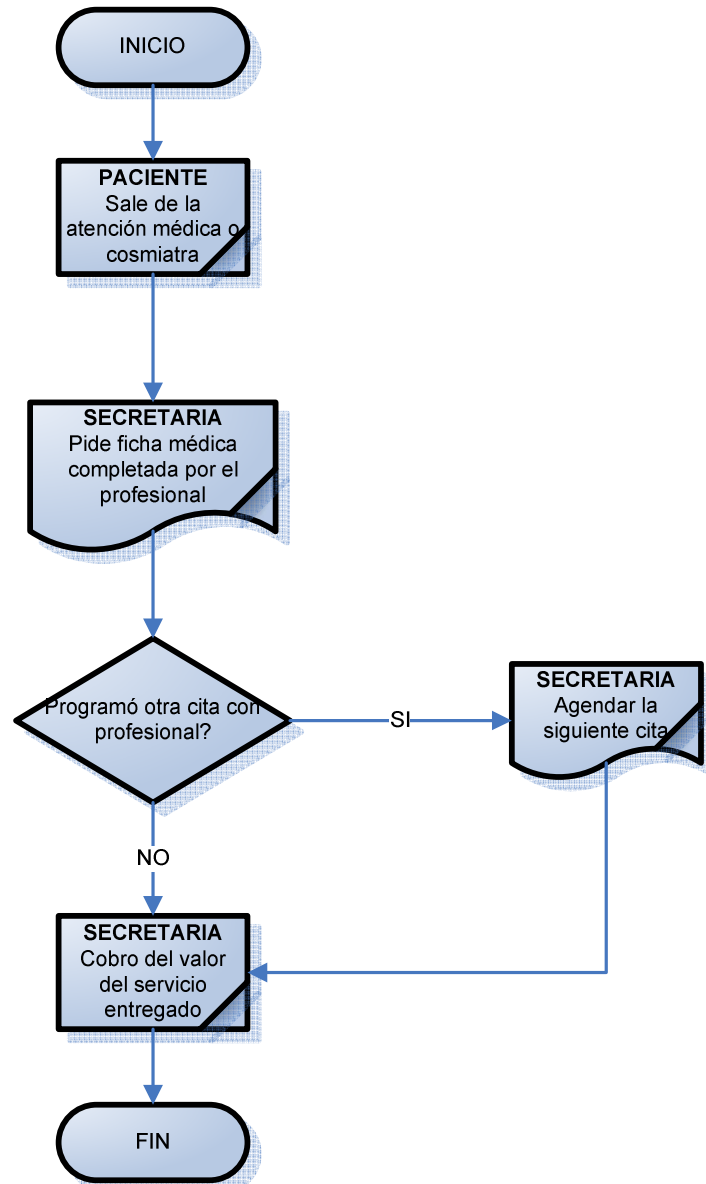 INICIO
PACIENTE
Sale de la
atención médica o
cosmiatra
SECRETARIA
Pide ficha médica
completada por el
profesional
Programó otra cita con
profesional?
SI
SECRETARIA
Agendar la
siguiente cita
NO
SECRETARIA
Cobro del valor
del servicio
entregado
FIN